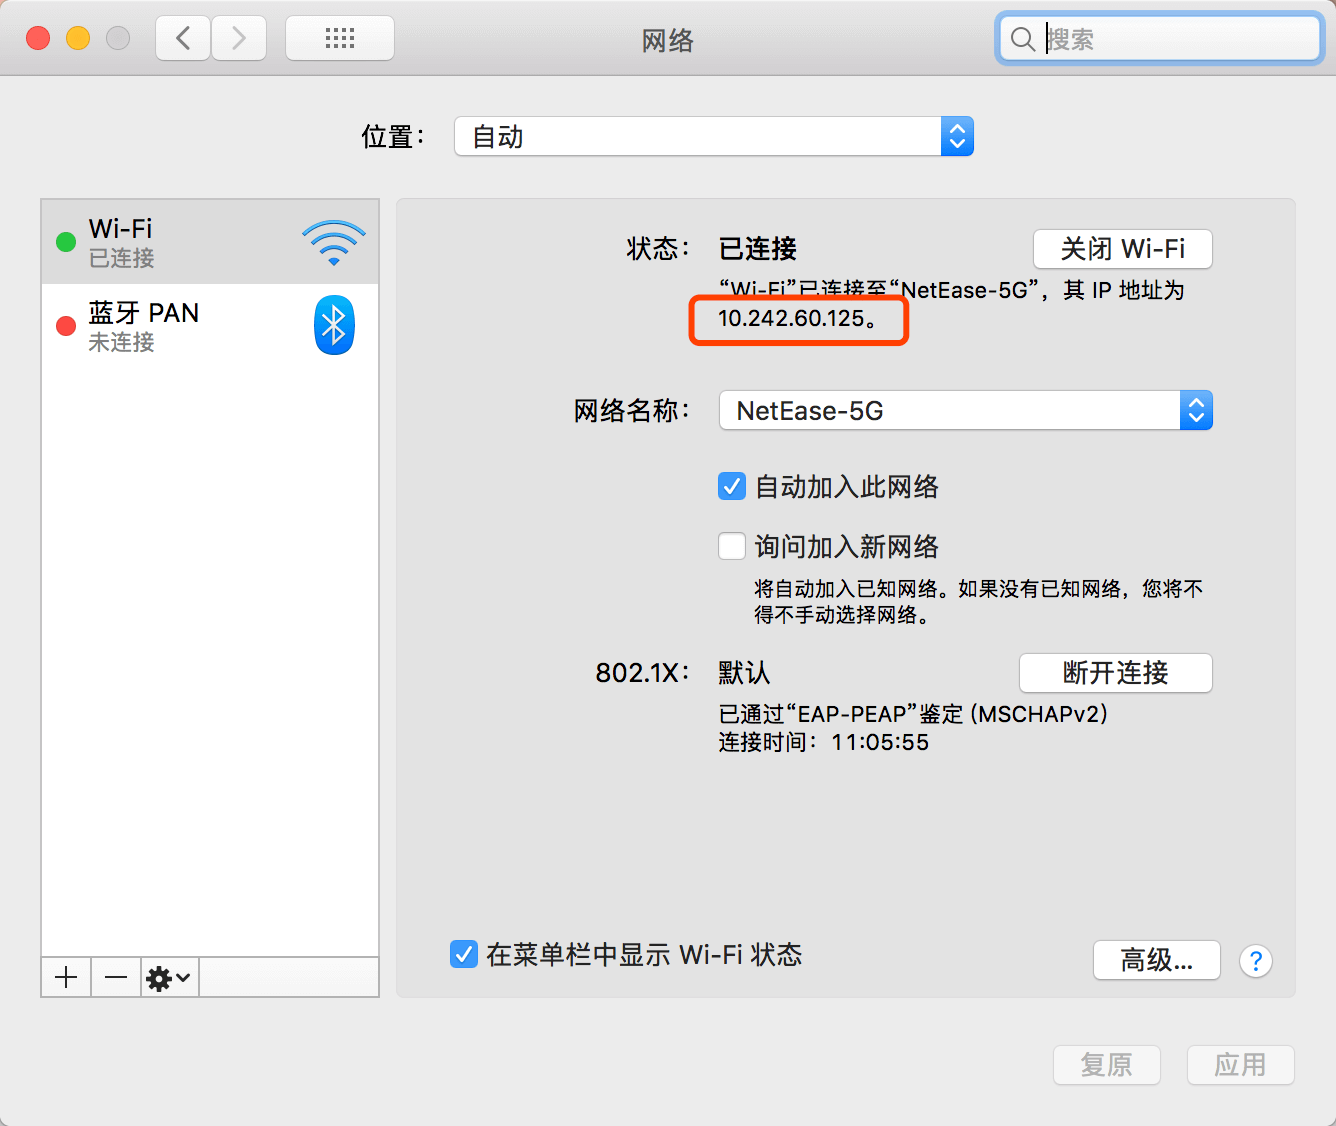 网络
搜索
位置：
自动
Wi-Fi
已连接
蓝牙 PAN
未连接
状态：
已连接
关闭 Wi-Fi
“Wi-Fi”已连接至“NetEase-5G”，其 IP 地址为
10.242.60.125。
网络名称：
NetEase-5G
自动加入此网络
询问加入新网络
将自动加入已知网络。如果没有已知网络，您将不
得不手动选择网络。
802.1X：
默认
断开连接
已通过“EAP-PEAP”鉴定 (MSCHAPv2)
连接时间：11:05:55
在菜单栏中显示 Wi-Fi 状态
高级...
?
复原
应用